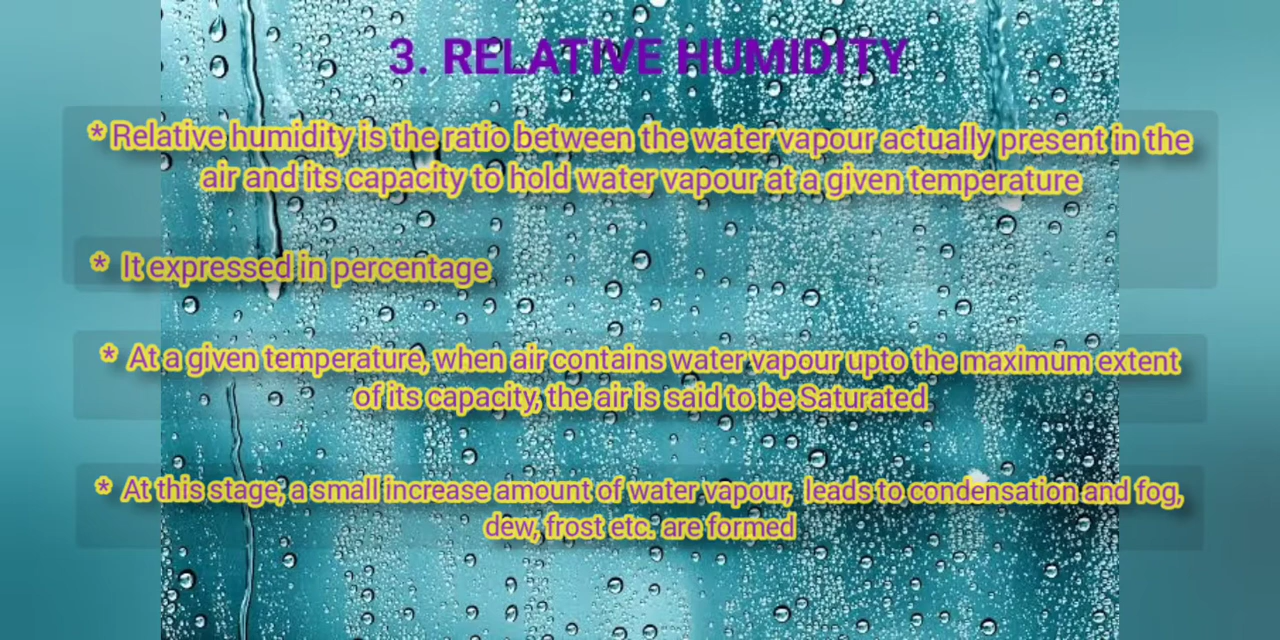 3. RELATIVE HUMIDITY
* Relative humidity is the ratio between the water vapour actually present in the
air and its capacity to hold water vapour at a given temperature
* It expressed in percentage
* At a given temperature, when air contains water vapour upto the maximum extent
of its capacity, the air is said to be Saturated
* At this stage, a small increase amount of water vapour, leads to condensation and fog,
dew, frost etc. are formed